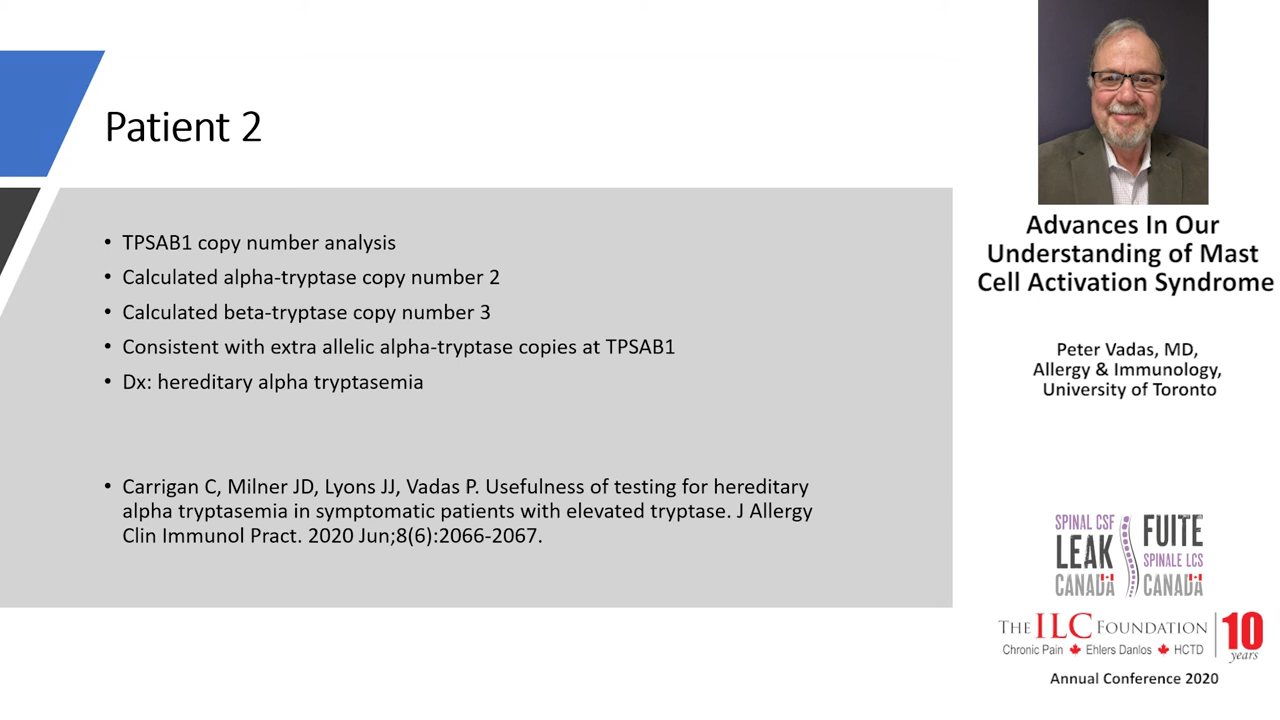 Patient 2
• TPSAB1 copy number analysis
• Calculated alpha-tryptase copy number 2
• Calculated beta-tryptase copy number 3
• Consistent with extra allelic alpha-tryptase copies at TPSAB1
• Dx: hereditary alpha tryptasemia
• Carrigan C, Milner JD, Lyons JJ, Vadas P. Usefulness of testing for hereditary
alpha tryptasemia in symptomatic patients with elevated tryptase. J Allergy
Clin Immunol Pract. 2020 Jun;8(6):2066-2067.
Advances In Our
Understanding of Mast
Cell Activation Syndrome
Peter Vadas, MD,
Allergy & Immunology,
University of Toronto
SPINAL CSF
LEAK
CANADA
FUITE
SPINALE LCS
CANADA
THE ILC FOUNDATION
Chronic Pain Ehlers Danlos HCTD
10
years
Annual Conference 2020